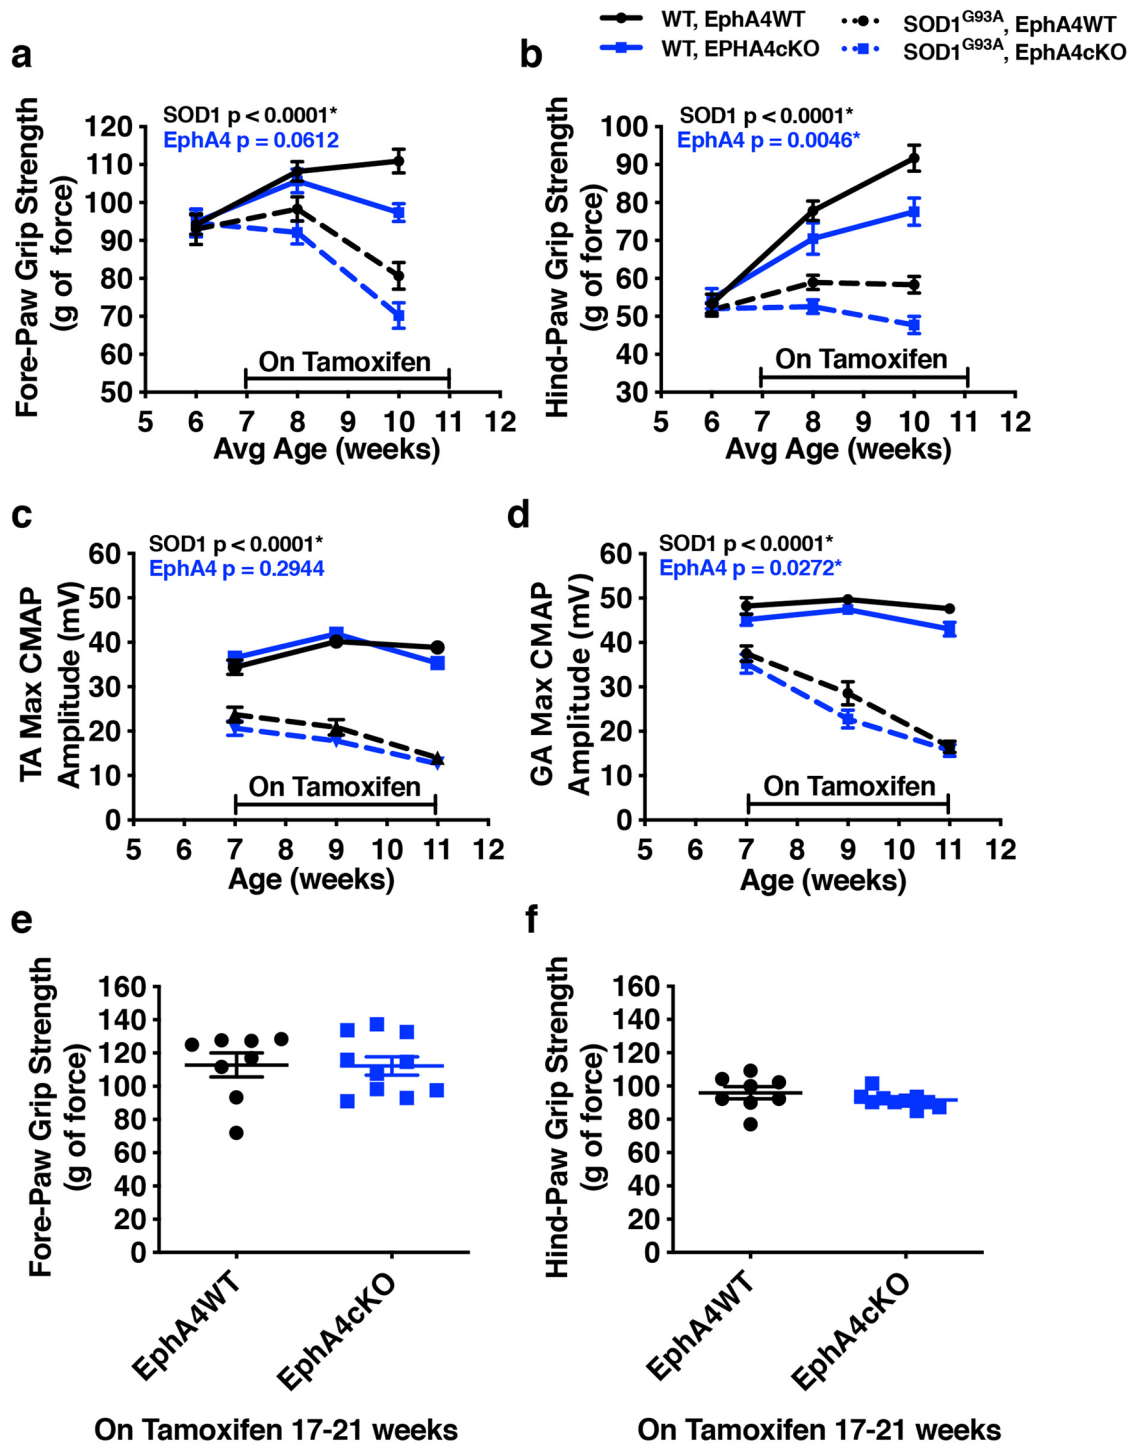 WT, EphA4WT
WT, EPHA4cKO
SOD1G93A, EphA4WT
SOD1G93A, EphA4cKO
a
SOD1 p < 0.0001*
EphA4 p = 0.0612
Fore-Paw Grip Strength
(g of force)
120
110
100
90
80
70
60
50
On Tamoxifen
5 6 7 8 9 10 11 12
Avg Age (weeks)
b
SOD1 p < 0.0001*
EphA4 p = 0.0046*
Hind-Paw Grip Strength
(g of force)
100
90
80
70
60
50
40
30
On Tamoxifen
5 6 7 8 9 10 11 12
Avg Age (weeks)
c
SOD1 p < 0.0001*
EphA4 p = 0.2944
TA Max CMAP
Amplitude (mV)
60
50
40
30
20
10
0
On Tamoxifen
5 6 7 8 9 10 11 12
Age (weeks)
d
SOD1 p < 0.0001*
EphA4 p = 0.0272*
GA Max CMAP
Amplitude (mV)
60
50
40
30
20
10
0
On Tamoxifen
5 6 7 8 9 10 11 12
Age (weeks)
e
Fore-Paw Grip Strength
(g of force)
160
140
120
100
80
60
40
20
0
EphA4WT
EphA4cKO
On Tamoxifen 17-21 weeks
f
Hind-Paw Grip Strength
(g of force)
160
140
120
100
80
60
40
20
0
EphA4WT
EphA4cKO
On Tamoxifen 17-21 weeks